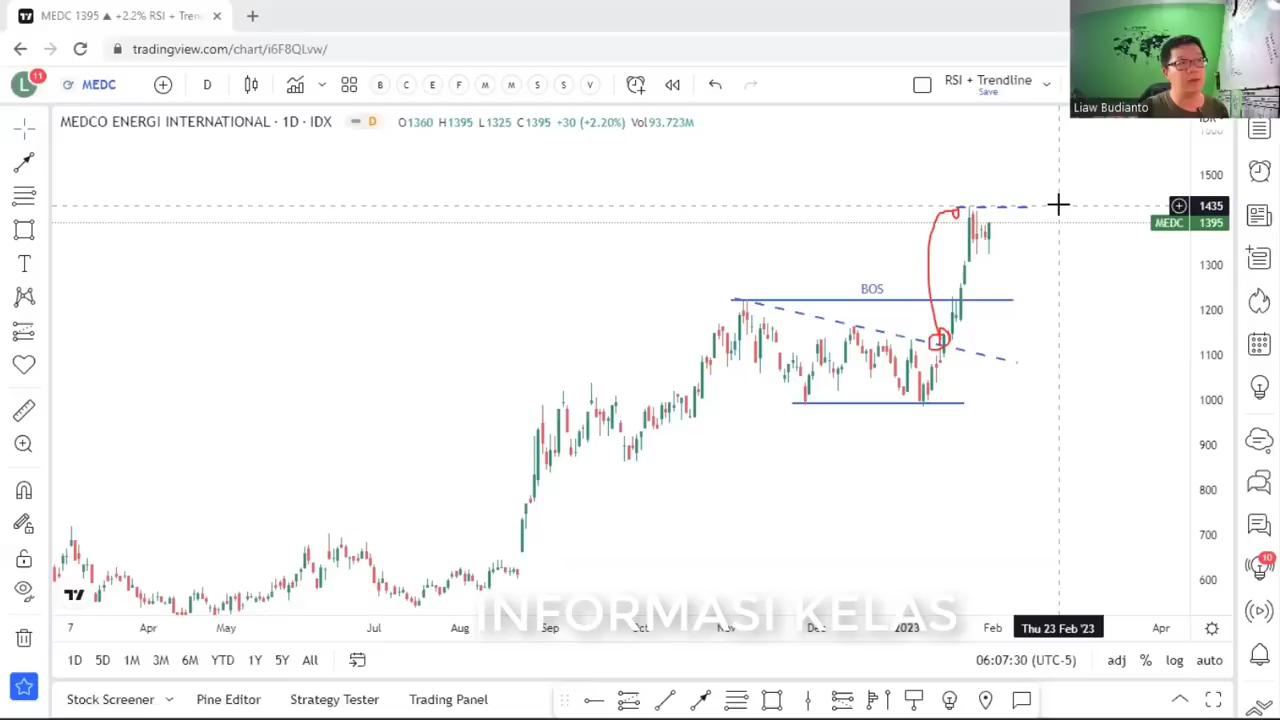 MEDC 1395 ▲ +2.2% RSI + Tren
tradingview.com/chart/i6F8QLvw/
L 11 MEDC D B C E F M M S S V RSI + Trendline
Save
Liaw Budianto
MEDCO ENERGI INTERNATIONAL · 1D · IDX D O1360 H1395 L1325 C1395 +30 (+2.20%) Vol93.723M
1500
1435
MEDC 1395
1300
BOS
1200
1100
1000
900
800
700
10
600
INFORMASI KELAS
7 Apr May Jul Aug Sep Nov Dec 2023 Feb Thu 23 Feb '23 Apr
1D 5D 1M 3M 6M YTD 1Y 5Y All 06:07:30 (UTC-5) adj % log auto
Stock Screener Pine Editor Strategy Tester Trading Panel